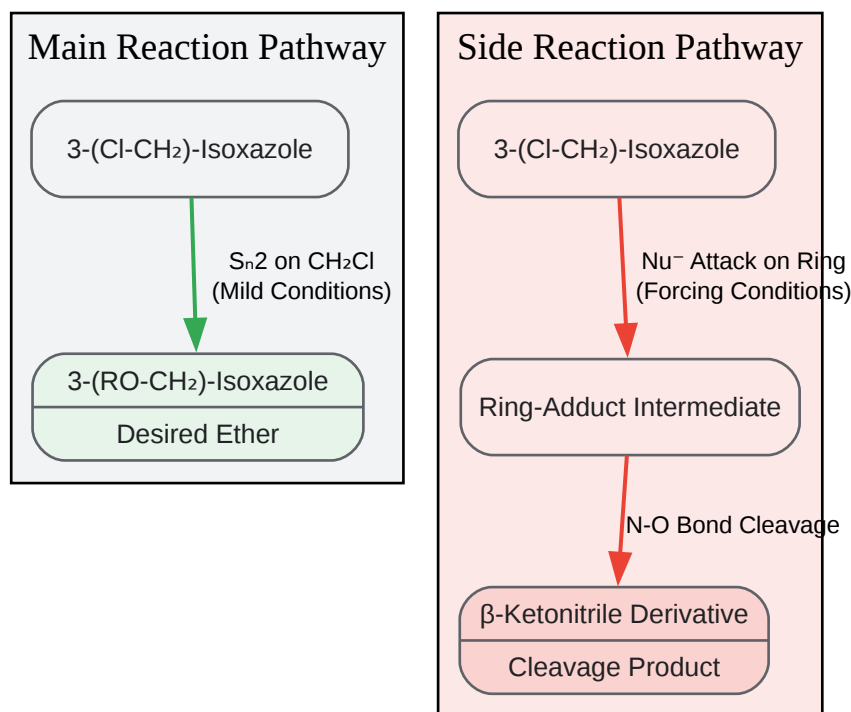 Main Reaction Pathway
3-(Cl-CH₂)-Isoxazole
Sₙ2 on CH₂Cl
(Mild Conditions)
3-(RO-CH₂)-Isoxazole
Desired Ether
Side Reaction Pathway
3-(Cl-CH₂)-Isoxazole
Nu⁻ Attack on Ring
(Forcing Conditions)
Ring-Adduct Intermediate
N-O Bond Cleavage
β-Ketonitrile Derivative
Cleavage Product